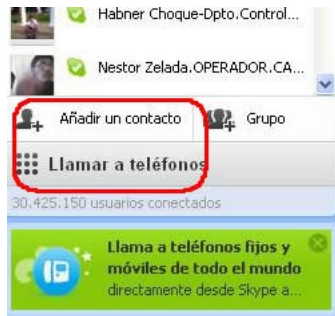 Habner Choque-Dpto.Control...
Nestor Zelada.OPERADOR.CA...
Añadir un contacto Grupo
Llamar a teléfonos
30.425.150 usuarios conectados
Llama a teléfonos fijos y
móviles de todo el mundo
directamente desde Skype a...